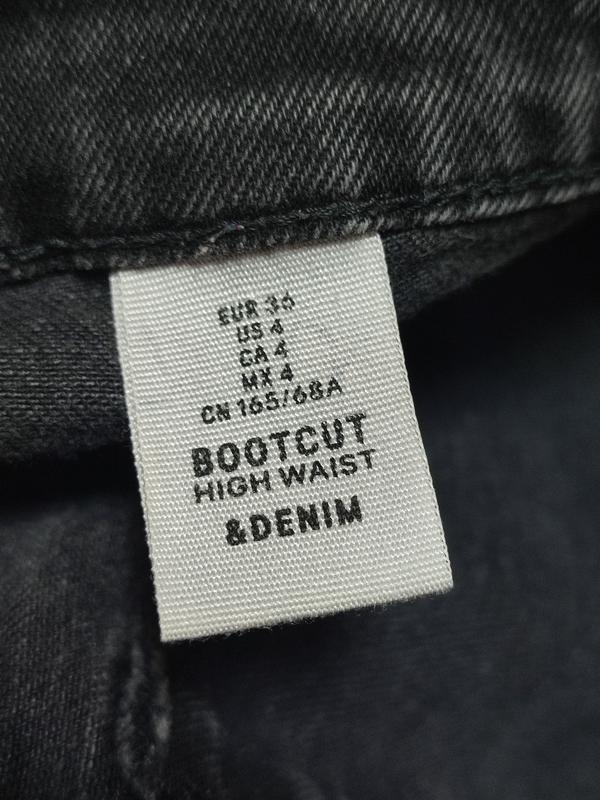 EUR 36
US 4
CA 4
MX 4
CN 165/68A
BOOTCUT
HIGH WAIST
&DENIM